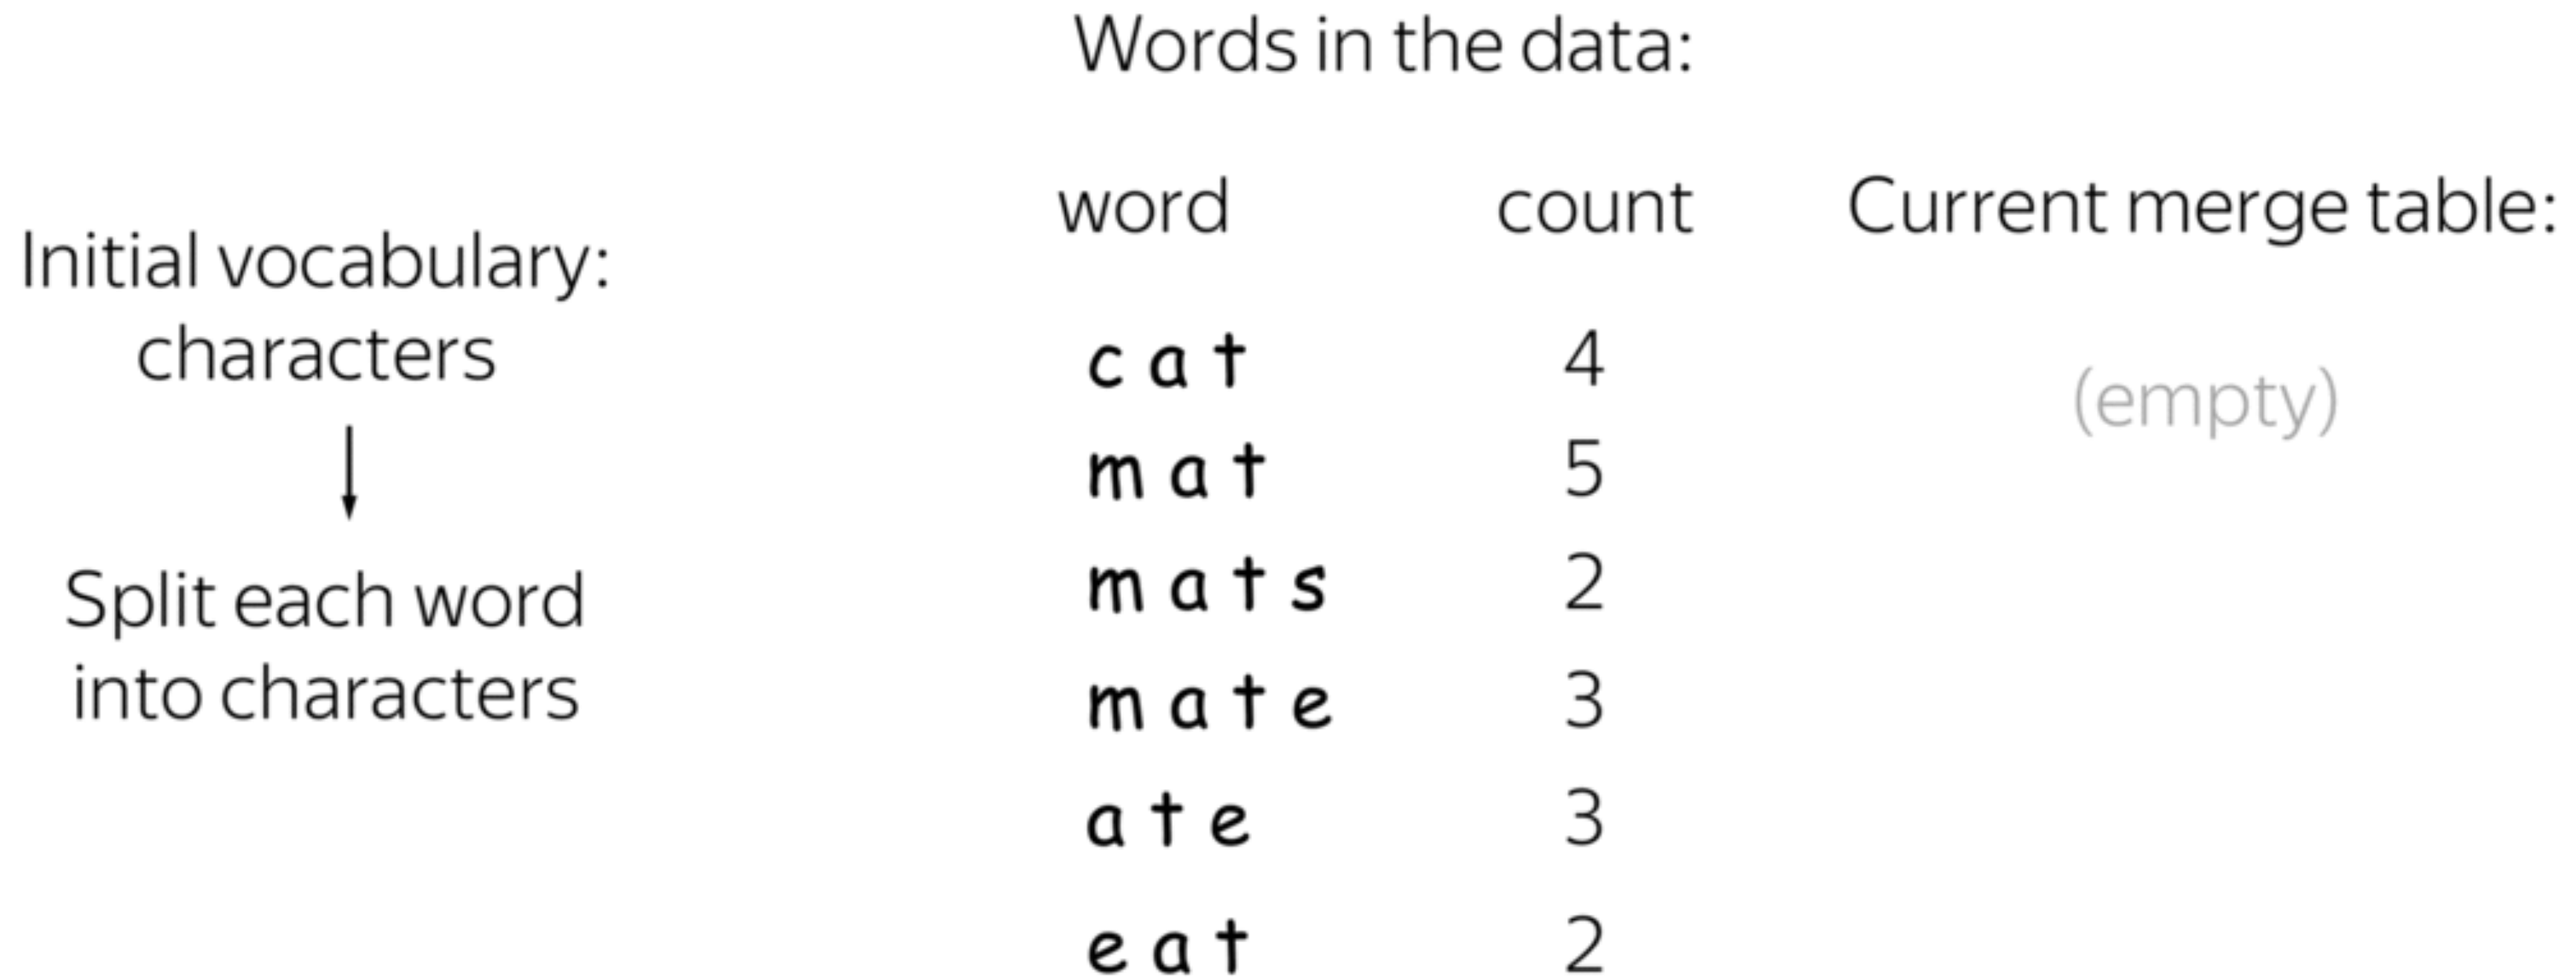 Words in the data:
word count Current merge table:
Initial vocabulary:
characters
c a t 4
(empty)
m a t 5
m a t s 2
Split each word
into characters
m a t e 3
a t e 3
e a t 2